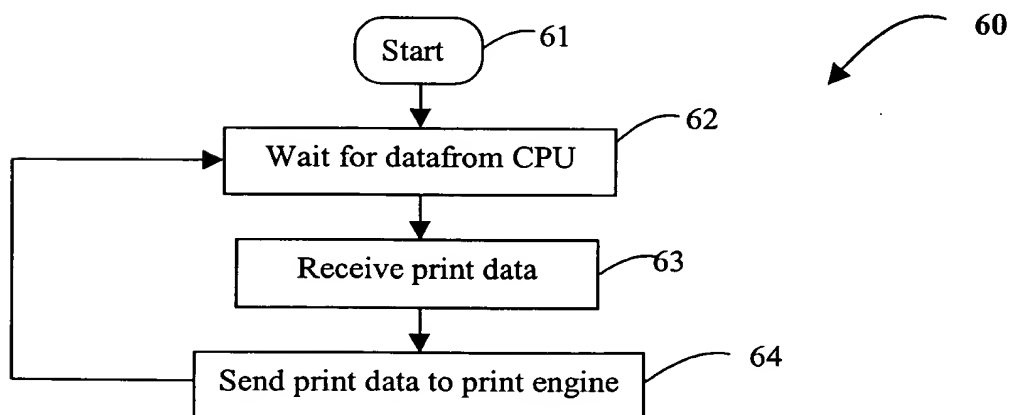 60
Start
61
Wait for datafrom CPU
62
Receive print data
63
Send print data to print engine
64